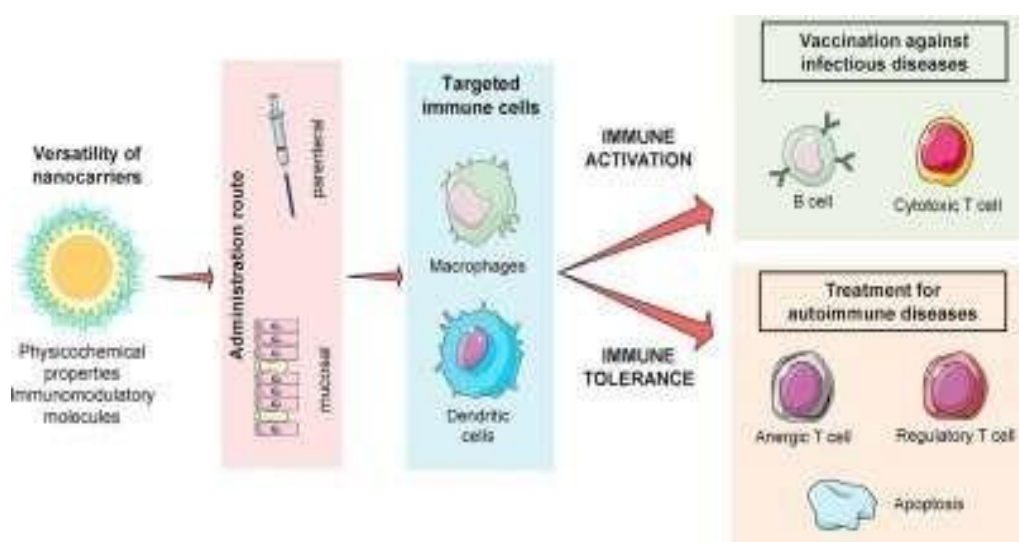 Versatility of
nanocarriers
Physicochemical
properties
Immunomodulatory
molecules
Administration route
parenteral
mucosal
Targeted
immune cells
Macrophages
Dendritic
cells
IMMUNE
ACTIVATION
IMMUNE
TOLERANCE
Vaccination against
infectious diseases
B cell
Cytotoxic T cell
Treatment for
autoimmune diseases
Anergic T cell
Regulatory T cell
Apoptosis